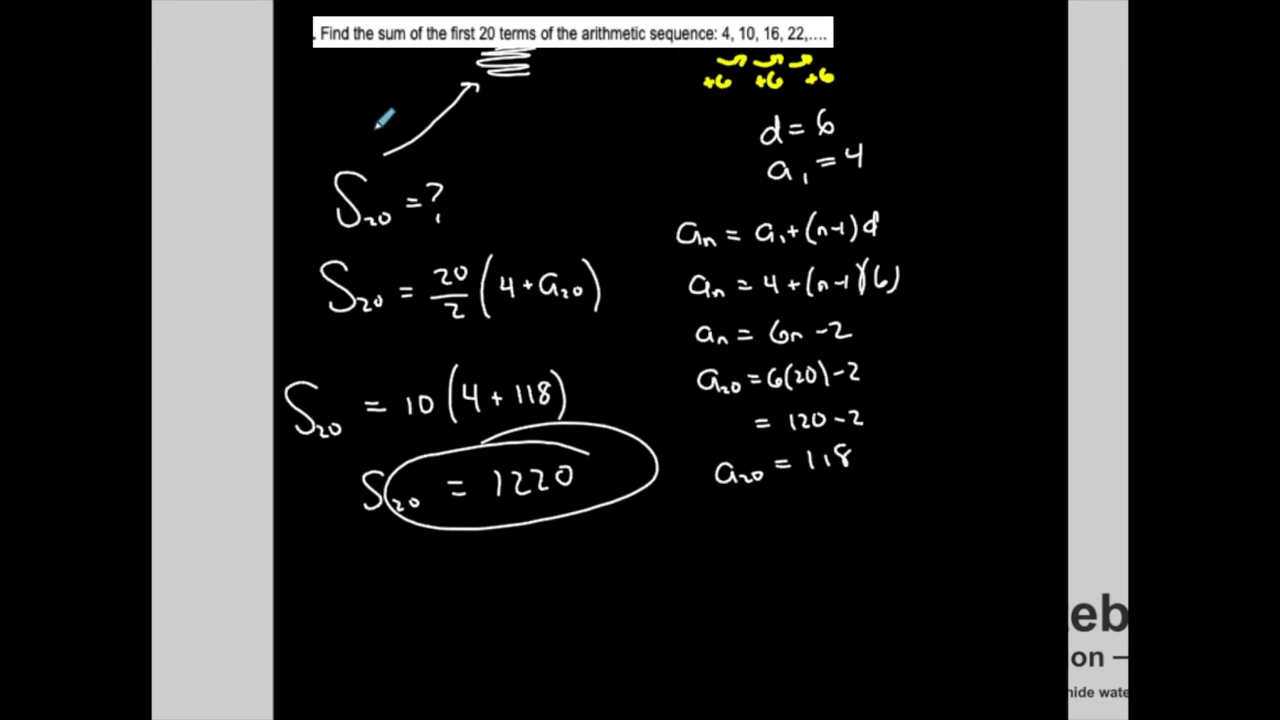 . Find the sum of the first 20 terms of the arithmetic sequence: 4, 10, 16, 22,....
+6 +6 +6
d = 6
a₁ = 4
S₂₀ = ?
S₂₀ = 20/2 (4 + a₂₀)
S₂₀ = 10 (4 + 118)
S₂₀ = 1220
aₙ = a₁ + (n-1)d
aₙ = 4 + (n-1)(6)
aₙ = 6n - 2
a₂₀ = 6(20) - 2
= 120 - 2
a₂₀ = 118
eb
on —
hide wate